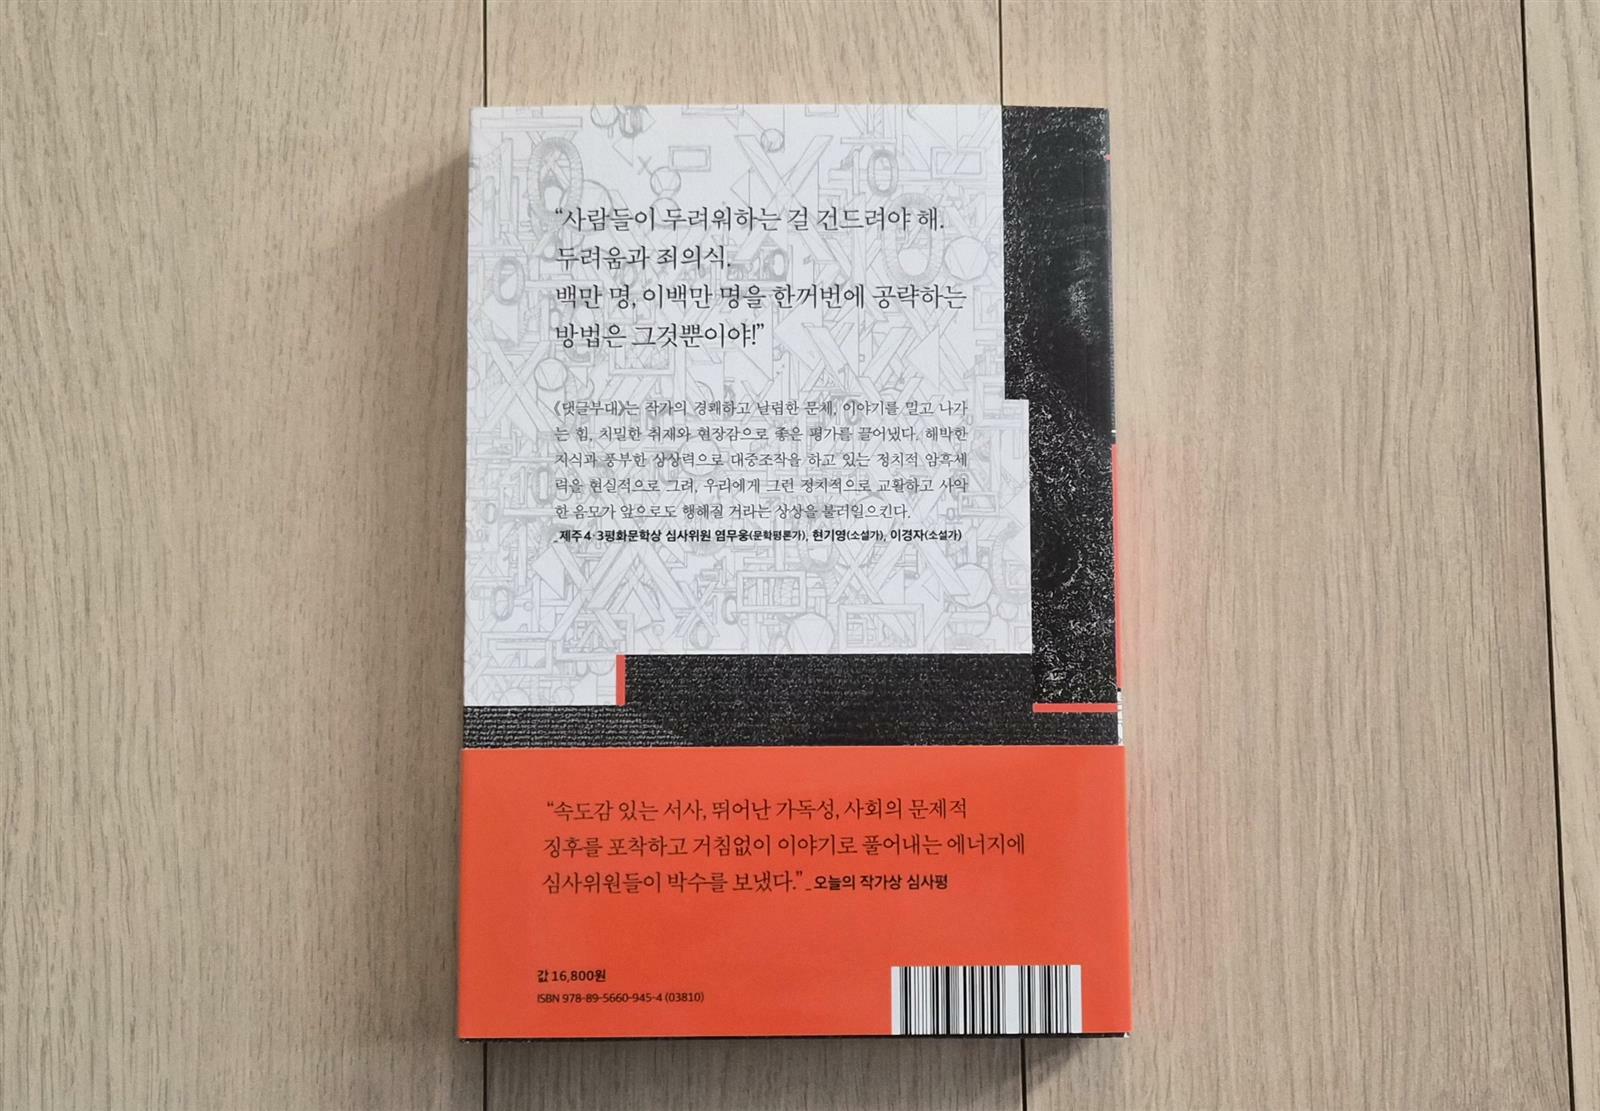 “사람들이 두려워하는 걸 건드려야 해.
두려움과 죄의식.
백만 명, 이백만 명을 한꺼번에 공략하는
방법은 그것뿐이야!”
《댓글부대》는 작가의 경쾌하고 날렵한 문체, 이야기를 밀고 나가
는 힘, 치밀한 취재와 현장감으로 좋은 평가를 끌어냈다. 해박한
지식과 풍부한 상상력으로 대중조작을 하고 있는 정치적 암흑세
력을 현실적으로 그려, 우리에게 그런 정치적으로 교활하고 사악
한 음모가 앞으로도 행해질 거라는 상상을 불러일으킨다.
_제주4·3평화문학상 심사위원 염무웅(문학평론가), 현기영(소설가), 이경자(소설가)
“속도감 있는 서사, 뛰어난 가독성, 사회의 문제적
징후를 포착하고 거침없이 이야기로 풀어내는 에너지에
심사위원들이 박수를 보냈다.”_오늘의 작가상 심사평
값 16,800원
ISBN 978-89-5660-945-4 (03810)